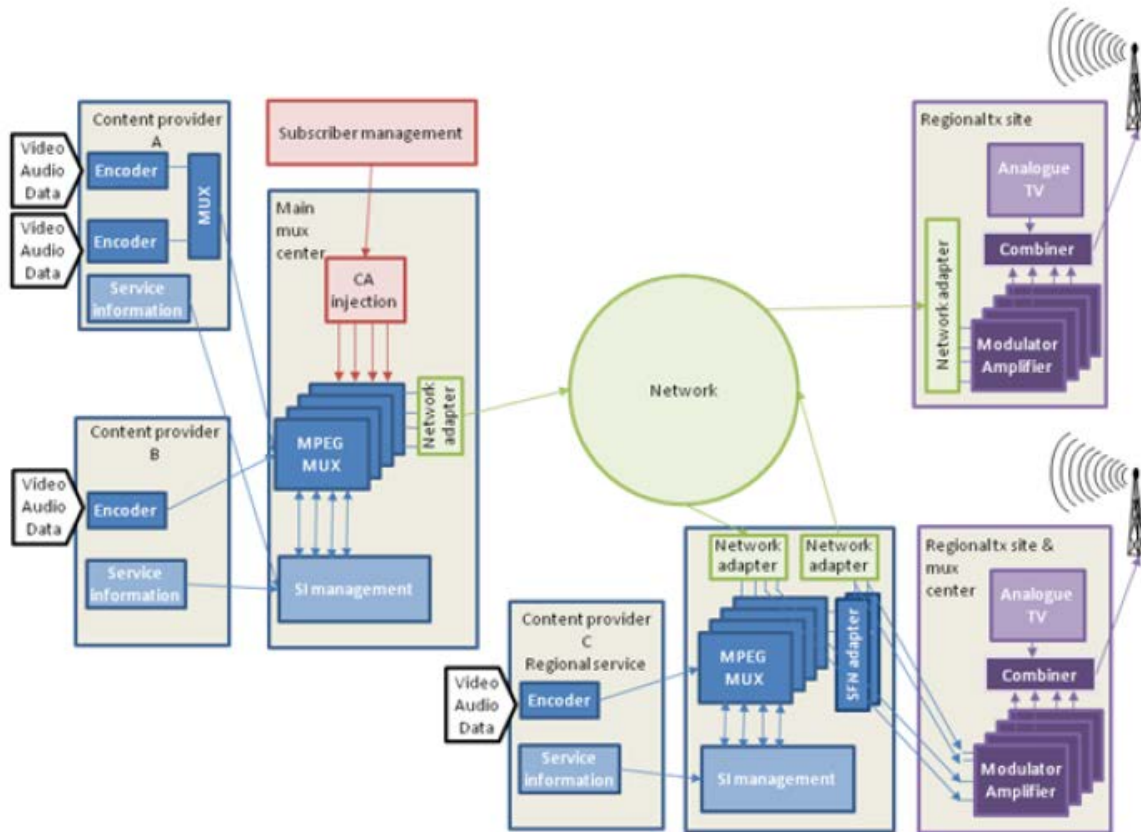 Content provider
A
Video
Audio
Data
Encoder
MUX
Video
Audio
Data
Encoder
Service
information
Subscriber management
Main
mux
center
CA
injection
MPEG
MUX
Network
adapter
SI management
Content provider
B
Video
Audio
Data
Encoder
Service
information
Network
Regional tx site
Analogue
TV
Combiner
Network adapter
Modulator
Amplifier
Content provider
C
Regional service
Video
Audio
Data
Encoder
Service
information
Network
adapter
Network
adapter
MPEG
MUX
SFN adapter
SI management
Regional tx site &
mux
center
Analogue
TV
Combiner
Modulator
Amplifier